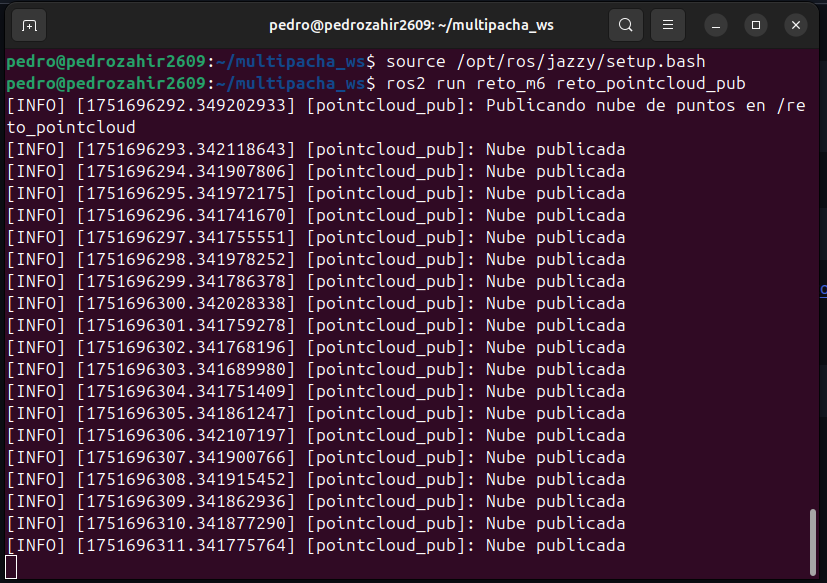 pedro@pedrozahir2609: ~/multipacha_ws
pedro@pedrozahir2609:~/multipacha_ws$ source /opt/ros/jazzy/setup.bash
pedro@pedrozahir2609:~/multipacha_ws$ ros2 run reto_m6 reto_pointcloud_pub
[INFO] [1751696292.349202933] [pointcloud_pub]: Publicando nube de puntos en /re
to_pointcloud
[INFO] [1751696293.342118643] [pointcloud_pub]: Nube publicada
[INFO] [1751696294.341907806] [pointcloud_pub]: Nube publicada
[INFO] [1751696295.341972175] [pointcloud_pub]: Nube publicada
[INFO] [1751696296.341741670] [pointcloud_pub]: Nube publicada
[INFO] [1751696297.341755551] [pointcloud_pub]: Nube publicada
[INFO] [1751696298.341978252] [pointcloud_pub]: Nube publicada
[INFO] [1751696299.341786378] [pointcloud_pub]: Nube publicada
[INFO] [1751696300.342028338] [pointcloud_pub]: Nube publicada
[INFO] [1751696301.341759278] [pointcloud_pub]: Nube publicada
[INFO] [1751696302.341768196] [pointcloud_pub]: Nube publicada
[INFO] [1751696303.341689980] [pointcloud_pub]: Nube publicada
[INFO] [1751696304.341751409] [pointcloud_pub]: Nube publicada
[INFO] [1751696305.341861247] [pointcloud_pub]: Nube publicada
[INFO] [1751696306.342107197] [pointcloud_pub]: Nube publicada
[INFO] [1751696307.341900766] [pointcloud_pub]: Nube publicada
[INFO] [1751696308.341915452] [pointcloud_pub]: Nube publicada
[INFO] [1751696309.341862936] [pointcloud_pub]: Nube publicada
[INFO] [1751696310.341877290] [pointcloud_pub]: Nube publicada
[INFO] [1751696311.341775764] [pointcloud_pub]: Nube publicada